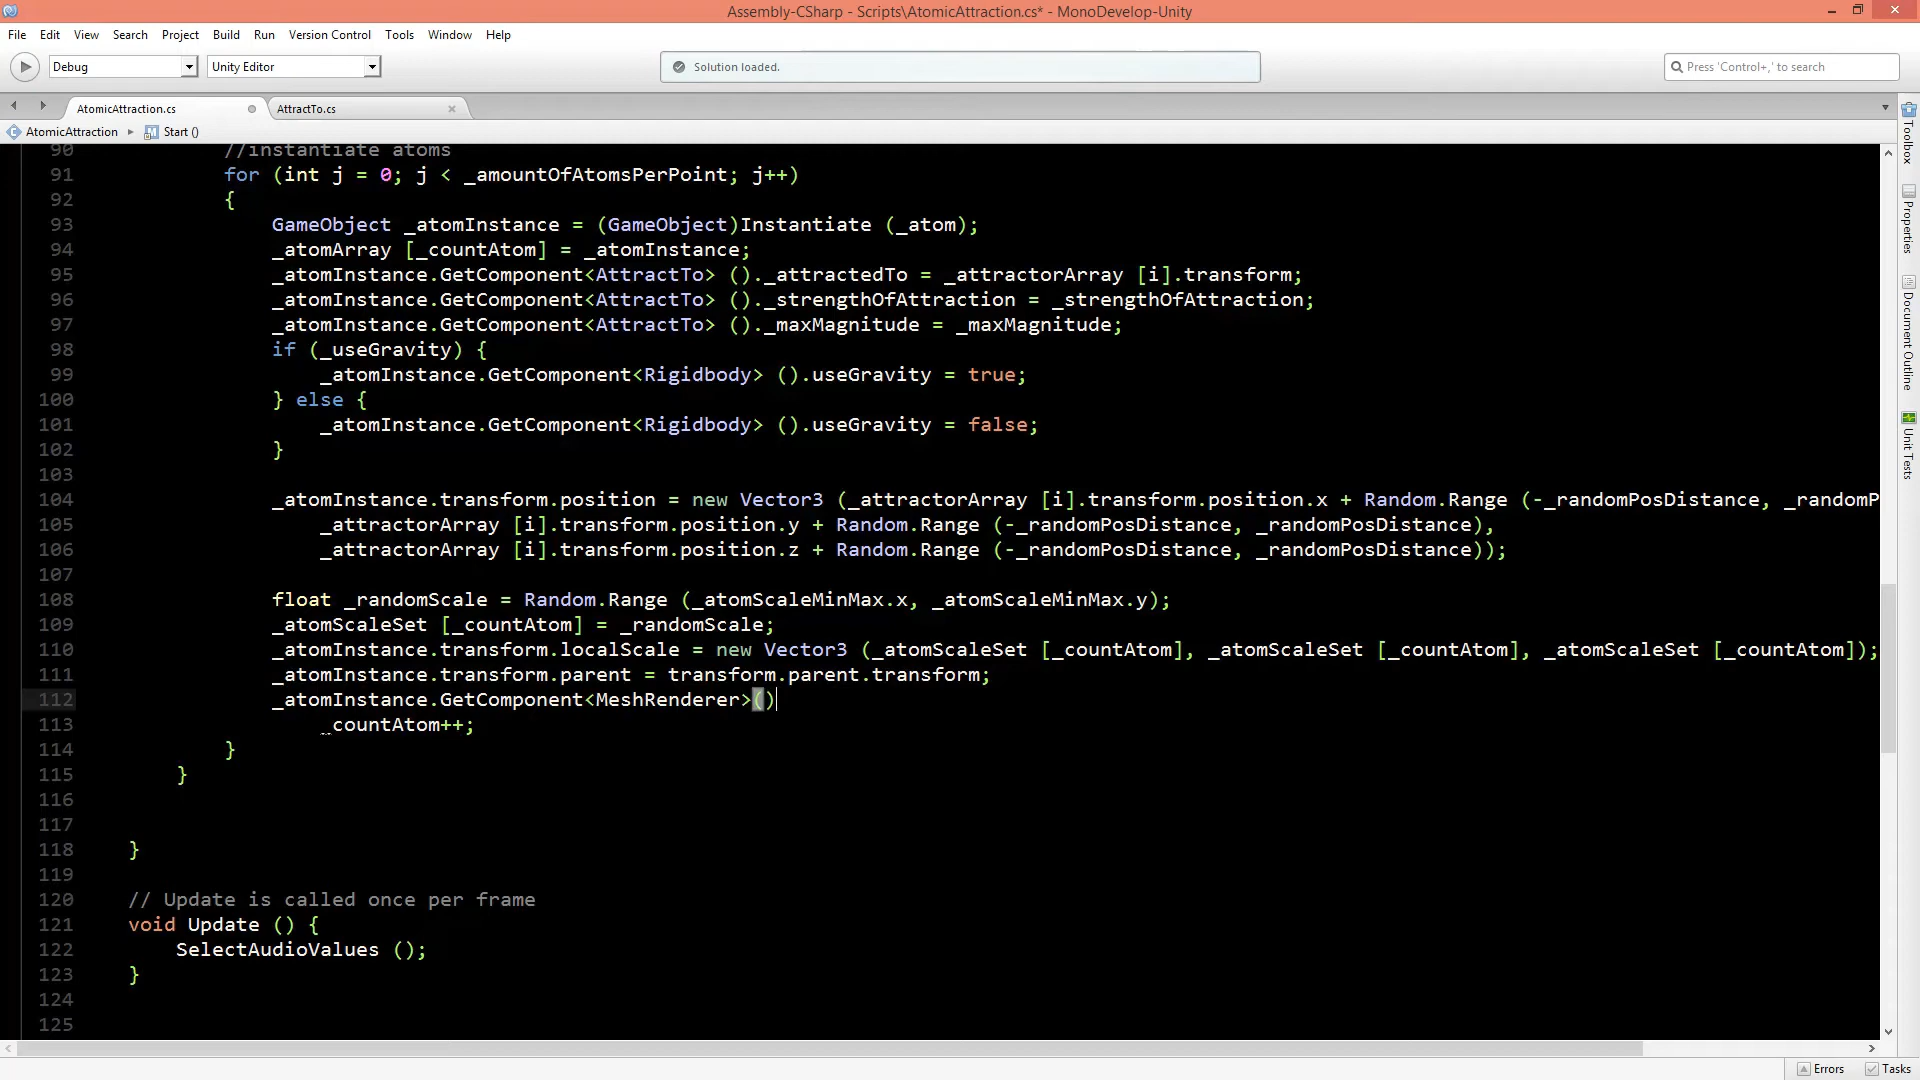 Assembly-CSharp - Scripts\AtomicAttraction.cs* - MonoDevelop-Unity
File Edit View Search Project Build Run Version Control Tools Window Help
Debug Unity Editor Solution loaded. Press 'Control+,' to search
AtomicAttraction.cs AttractTo.cs
AtomicAttraction Start ()
90 //instantiate atoms
91 for (int j = 0; j < _amountOfAtomsPerPoint; j++)
92 {
93 GameObject _atomInstance = (GameObject)Instantiate (_atom);
94 _atomArray [_countAtom] = _atomInstance;
95 _atomInstance.GetComponent<AttractTo> ()._attractedTo = _attractorArray [i].transform;
96 _atomInstance.GetComponent<AttractTo> ()._strengthOfAttraction = _strengthOfAttraction;
97 _atomInstance.GetComponent<AttractTo> ()._maxMagnitude = _maxMagnitude;
98 if (_useGravity) {
99 _atomInstance.GetComponent<Rigidbody> ().useGravity = true;
100 } else {
101 _atomInstance.GetComponent<Rigidbody> ().useGravity = false;
102 }
103
104 _atomInstance.transform.position = new Vector3 (_attractorArray [i].transform.position.x + Random.Range (-_randomPosDistance, _randomP
105 _attractorArray [i].transform.position.y + Random.Range (-_randomPosDistance, _randomPosDistance),
106 _attractorArray [i].transform.position.z + Random.Range (-_randomPosDistance, _randomPosDistance));
107
108 float _randomScale = Random.Range (_atomScaleMinMax.x, _atomScaleMinMax.y);
109 _atomScaleSet [_countAtom] = _randomScale;
110 _atomInstance.transform.localScale = new Vector3 (_atomScaleSet [_countAtom], _atomScaleSet [_countAtom], _atomScaleSet [_countAtom]);
111 _atomInstance.transform.parent = transform.parent.transform;
112 _atomInstance.GetComponent<MeshRenderer>()
113 _countAtom++;
114 }
115 }
116
117
118 }
119
120 // Update is called once per frame
121 void Update () {
122 SelectAudioValues ();
123 }
124
125
Toolbox
Properties
Document Outline
Unit Tests
Errors Tasks